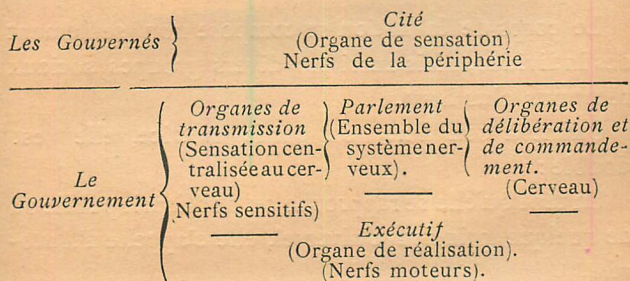 Les Gouvernés
Cité
(Organe de sensation)
Nerfs de la périphérie
Le
Gouvernement
Organes de
transmission
(Sensation cen-
tralisée au cer-
veau)
Nerfs sensitifs)
Parlement
(Ensemble du
système ner-
veux).
Organes de
délibération et
de commande-
ment.
(Cerveau)
Exécutif
(Organe de réalisation).
(Nerfs moteurs).